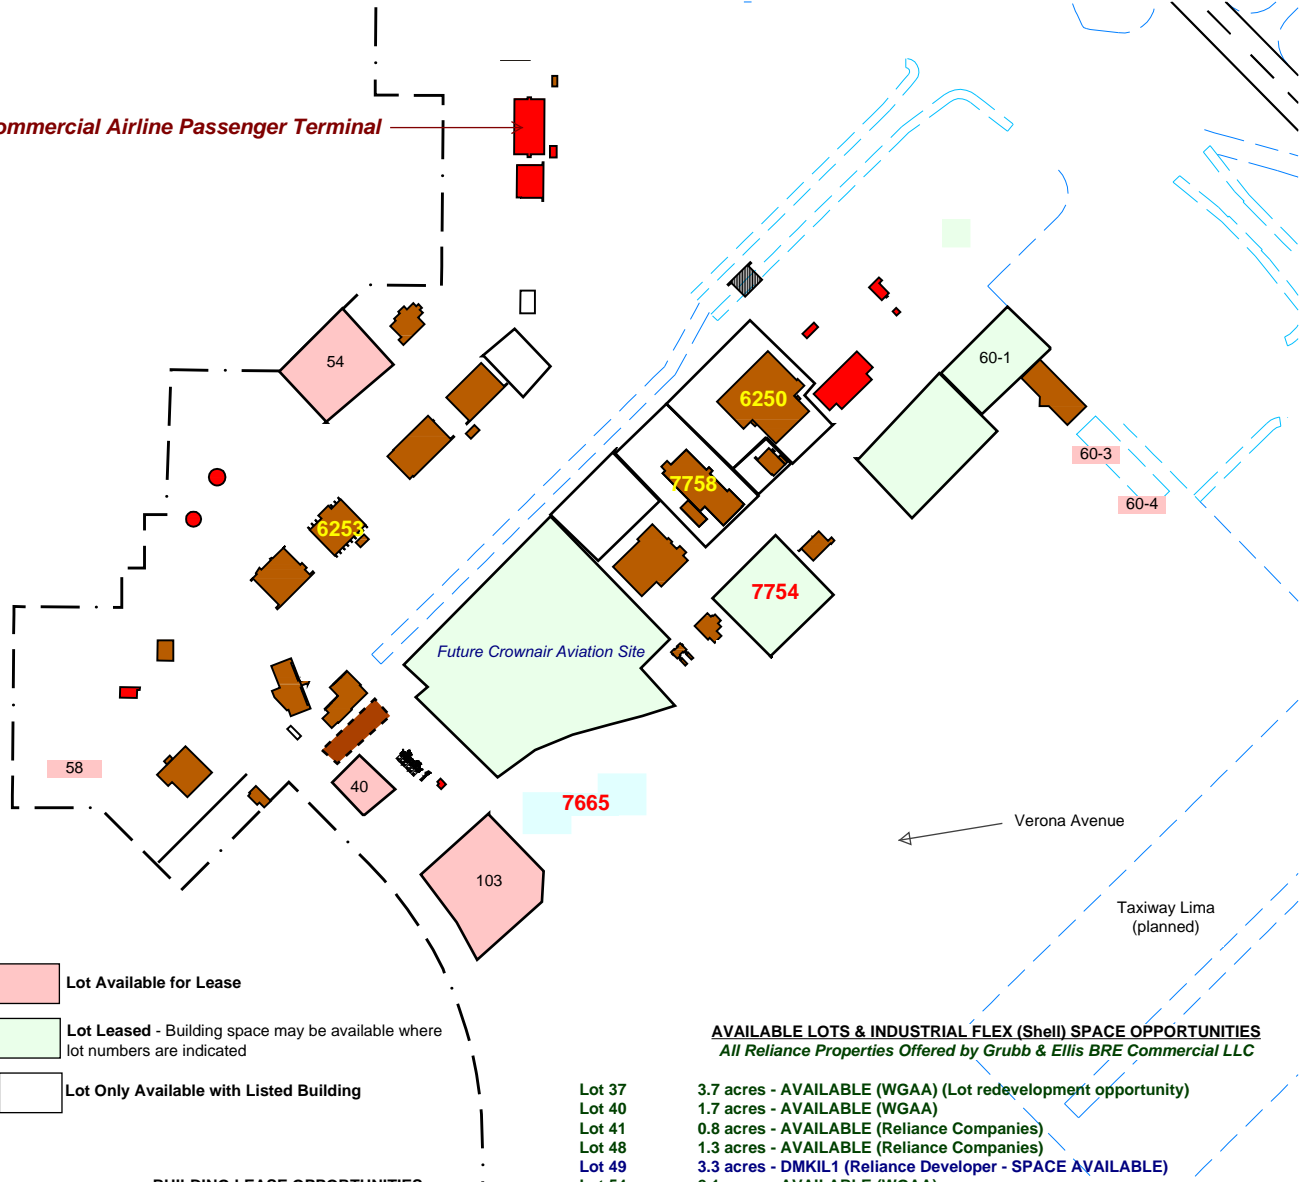 ommercial Airline Passenger Terminal
54
60-1
6250
60-3
7758
60-4
6253
7754
Future Crownair Aviation Site
58
40
7665
Verona Avenue
103
Taxiway Lima
(planned)
Lot Available for Lease
Lot Leased - Building space may be available where
lot numbers are indicated
Lot Only Available with Listed Building
AVAILABLE LOTS & INDUSTRIAL FLEX (Shell) SPACE OPPORTUNITIES
All Reliance Properties Offered by Grubb & Ellis BRE Commercial LLC
Lot 37 3.7 acres - AVAILABLE (WGAA) (Lot redevelopment opportunity)
Lot 40 1.7 acres - AVAILABLE (WGAA)
Lot 41 0.8 acres - AVAILABLE (Reliance Companies)
Lot 48 1.3 acres - AVAILABLE (Reliance Companies)
Lot 49 3.3 acres - DMKIL1 (Reliance Developer - SPACE AVAILABLE)
BUILDING LEASE OPPORTUNITIES